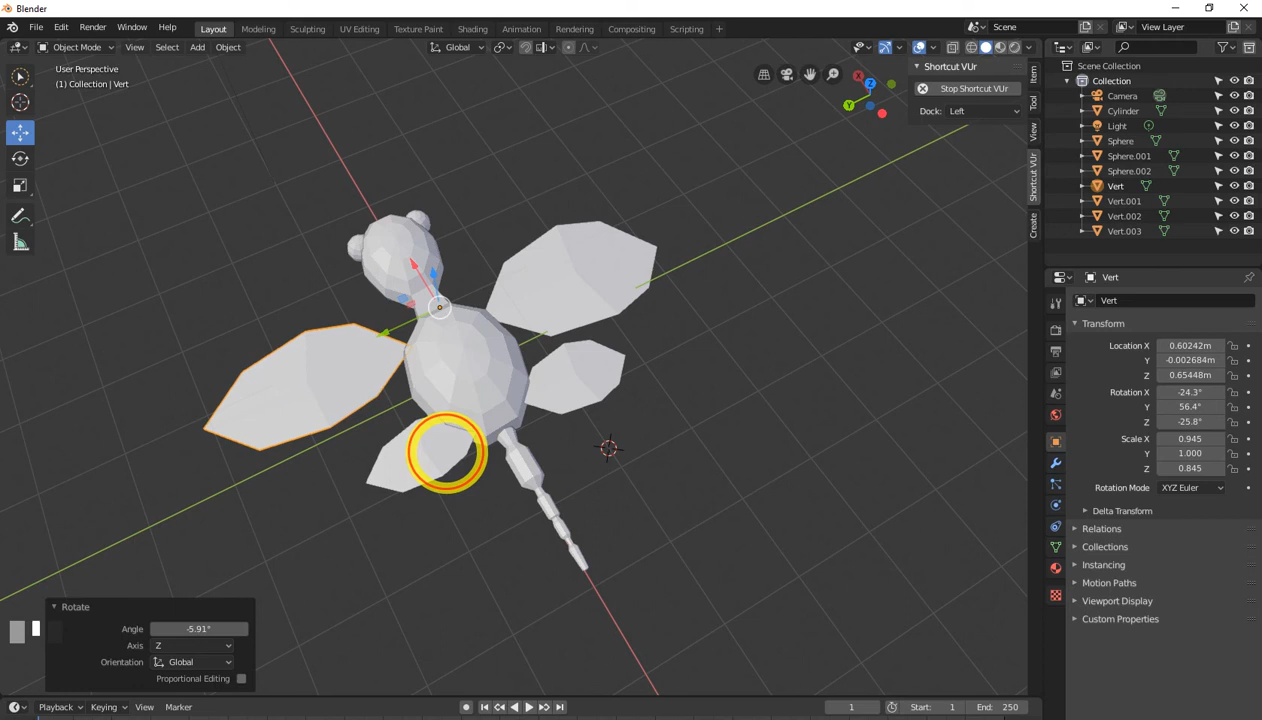 Blender
File Edit Render Window Help Layout Modeling Sculpting UV Editing Texture Paint Shading Animation Rendering Compositing Scripting + Scene View Layer
Object Mode View Select Add Object Global
User Perspective
(1) Collection | Vert
Shortcut VUr
Stop Shortcut VUr
Dock: Left
Item
Tool
View
Shortcut VUr
Create
X
Y
Z
Scene Collection
Collection
Camera
Cylinder
Light
Sphere
Sphere.001
Sphere.002
Vert
Vert.001
Vert.002
Vert.003
Vert
Vert
Transform
Location X 0.60242m
Y -0.002684m
Z 0.65448m
Rotation X -24.3°
Y 56.4°
Z -25.8°
Scale X 0.945
Y 1.000
Z 0.845
Rotation Mode XYZ Euler
Delta Transform
Relations
Collections
Instancing
Motion Paths
Viewport Display
Custom Properties
Rotate
Angle -5.91°
Axis Z
Orientation Global
Proportional Editing
Playback Keying View Marker 1 Start: 1 End: 250